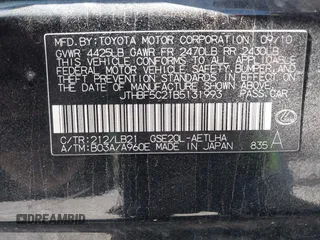 MFD.BY:TOYOTA MOTOR CORPORATION 09/10
GVWR 4425LB GAWR FR 2470LB RR 2430LB
THIS VEHICLE CONFORMS TO ALL APPLICABLE
FEDERAL MOTOR VEHICLE SAFETY, BUMPER, AND
THEFT PREVENTION STANDARDS IN EFFECT ON
THE DATE OF MANUFACTURE SHOWN ABOVE.
JTHBF5C21B5131993 PASS. CAR
C/TR:212/LB21 GSE20L-AETLHA
A/TM:B03A/A960E MADE IN JAPAN 835 A
DREAMBID